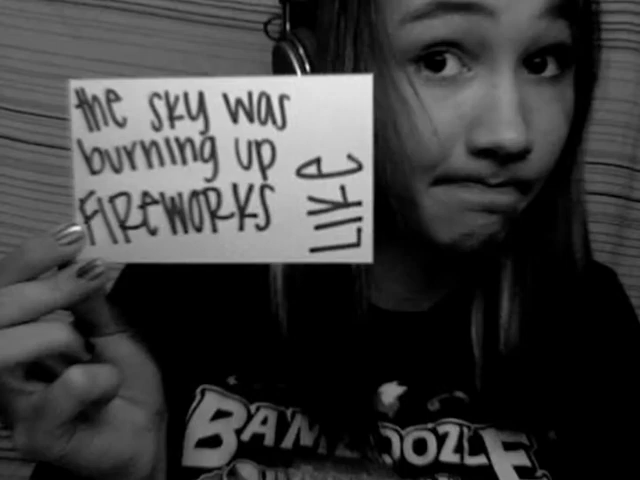 the sky was
burning up
FIREWORKS
LIKE
BAMBOOZLE